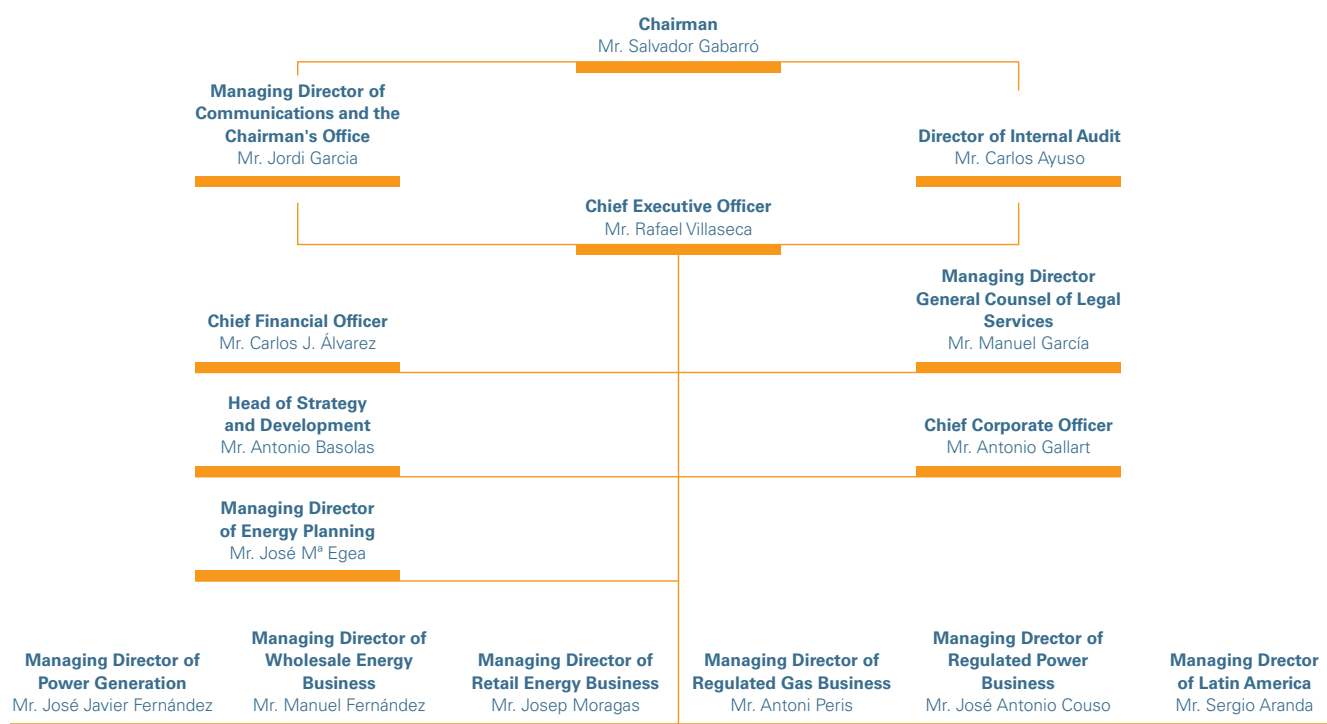 Chairman
Mr. Salvador Gabarró
Managing Director of
Communications and the
Chairman's Office
Mr. Jordi Garcia
Director of Internal Audit
Mr. Carlos Ayuso
Chief Executive Officer
Mr. Rafael Villaseca
Chief Financial Officer
Mr. Carlos J. Álvarez
Managing Director
General Counsel of Legal
Services
Mr. Manuel García
Head of Strategy
and Development
Mr. Antonio Basolas
Chief Corporate Officer
Mr. Antonio Gallart
Managing Director
of Energy Planning
Mr. José Mª Egea
Managing Director of
Power Generation
Mr. José Javier Fernández
Managing Director of
Wholesale Energy
Business
Mr. Manuel Fernández
Managing Director of
Retail Energy Business
Mr. Josep Moragas
Managing Director of
Regulated Gas Business
Mr. Antoni Peris
Managing Director of
Regulated Power
Business
Mr. José Antonio Couso
Managing Drector
of Latin America
Mr. Sergio Aranda